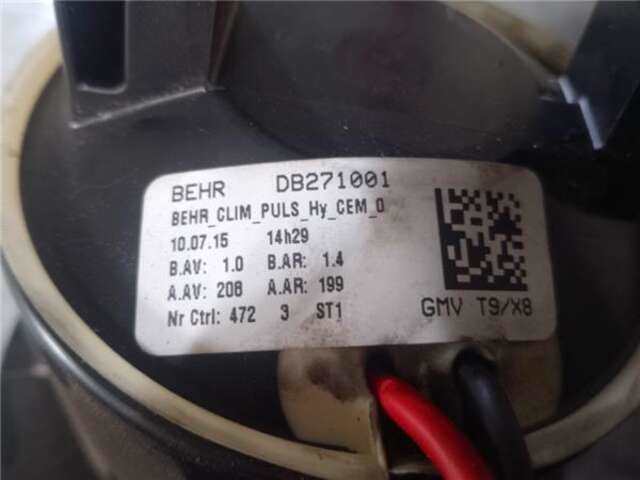 BEHR DB271001
BEHR_CLIM_PULS_Hy_CEM_0
10.07.15 14h29
B.AV: 1.0 B.AR: 1.4
A.AV: 208 A.AR: 199
Nr Ctrl: 472 3 ST1
GMV T9/X8